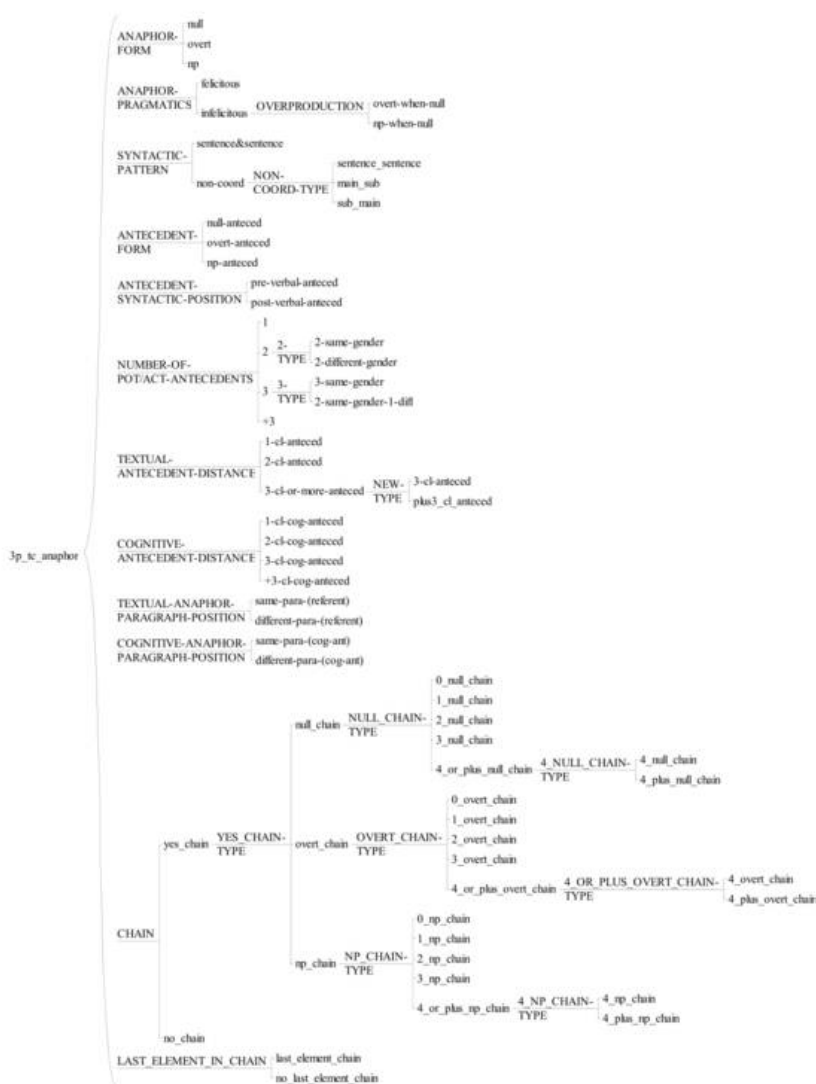 null
ANAPHOR-
FORM
overt
np
felicitous
ANAPHOR-
PRAGMATICS
infelicitous OVERPRODUCTION
overt-when-null
np-when-null
sentence&sentence
SYNTACTIC-
PATTERN
non-coord NON-
COORD-TYPE
sentence_sentence
main_sub
sub_main
null-anteced
ANTECEDENT-
FORM
overt-anteced
np-anteced
ANTECEDENT-
SYNTACTIC-POSITION
pre-verbal-anteced
post-verbal-anteced
1
2 2-
TYPE
2-same-gender
2-different-gender
NUMBER-OF-
POT/ACT-ANTECEDENTS
3 3-
TYPE
3-same-gender
2-same-gender-1-diff
+3
1-cl-anteced
TEXTUAL-
ANTECEDENT-DISTANCE
2-cl-anteced
3-cl-or-more-anteced NEW-
TYPE
3-cl-anteced
plus3_cl_anteced
3p_tc_anaphor
1-cl-cog-anteced
COGNITIVE-
ANTECEDENT-DISTANCE
2-cl-cog-anteced
3-cl-cog-anteced
+3-cl-cog-anteced
TEXTUAL-ANAPHOR-
PARAGRAPH-POSITION
same-para-(referent)
different-para-(referent)
COGNITIVE-ANAPHOR-
PARAGRAPH-POSITION
same-para-(cog-ant)
different-para-(cog-ant)
CHAIN
yes_chain YES_CHAIN-
TYPE
null_chain NULL_CHAIN-
TYPE
0_null_chain
1_null_chain
2_null_chain
3_null_chain
4_or_plus_null_chain 4_NULL_CHAIN-
TYPE
4_null_chain
4_plus_null_chain
overt_chain OVERT_CHAIN-
TYPE
0_overt_chain
1_overt_chain
2_overt_chain
3_overt_chain
4_or_plus_overt_chain 4_OR_PLUS_OVERT_CHAIN-
TYPE
4_overt_chain
4_plus_overt_chain
np_chain NP_CHAIN-
TYPE
0_np_chain
1_np_chain
2_np_chain
3_np_chain
4_or_plus_np_chain 4_NP_CHAIN-
TYPE
4_np_chain
4_plus_np_chain
no_chain
LAST_ELEMENT_IN_CHAIN
last_element_chain
no_last_element_chain